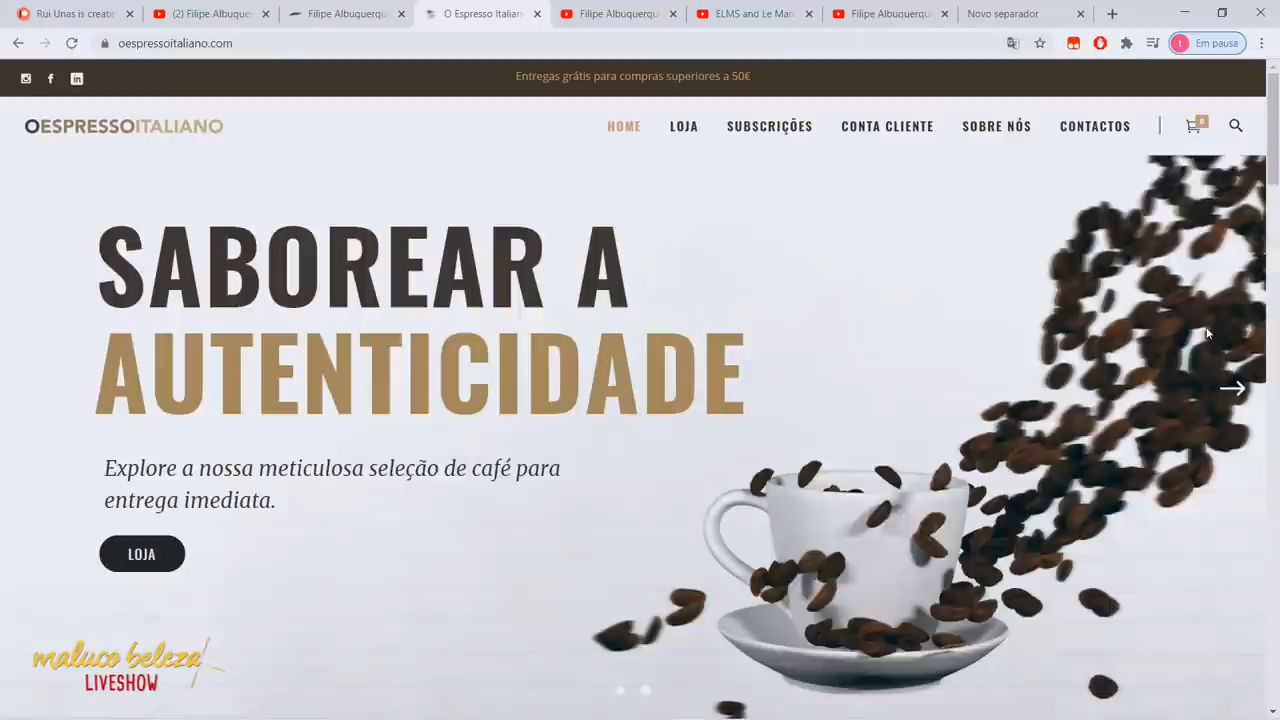 Rui Unas is creati
(2) Filipe Albuquer
Filipe Albuquerqu
O Espresso Italian
Filipe Albuquerqu
ELMS and Le Man
Filipe Albuquerqu
Novo separador
oespressoitaliano.com
t
Em pausa
Entregas grátis para compras superiores a 50€
OESPRESSOITALIANO
HOME
LOJA
SUBSCRIÇÕES
CONTA CLIENTE
SOBRE NÓS
CONTACTOS
0
SABOREAR A
AUTENTICIDADE
Explore a nossa meticulosa seleção de café para
entrega imediata.
LOJA
maluco beleza
LIVESHOW